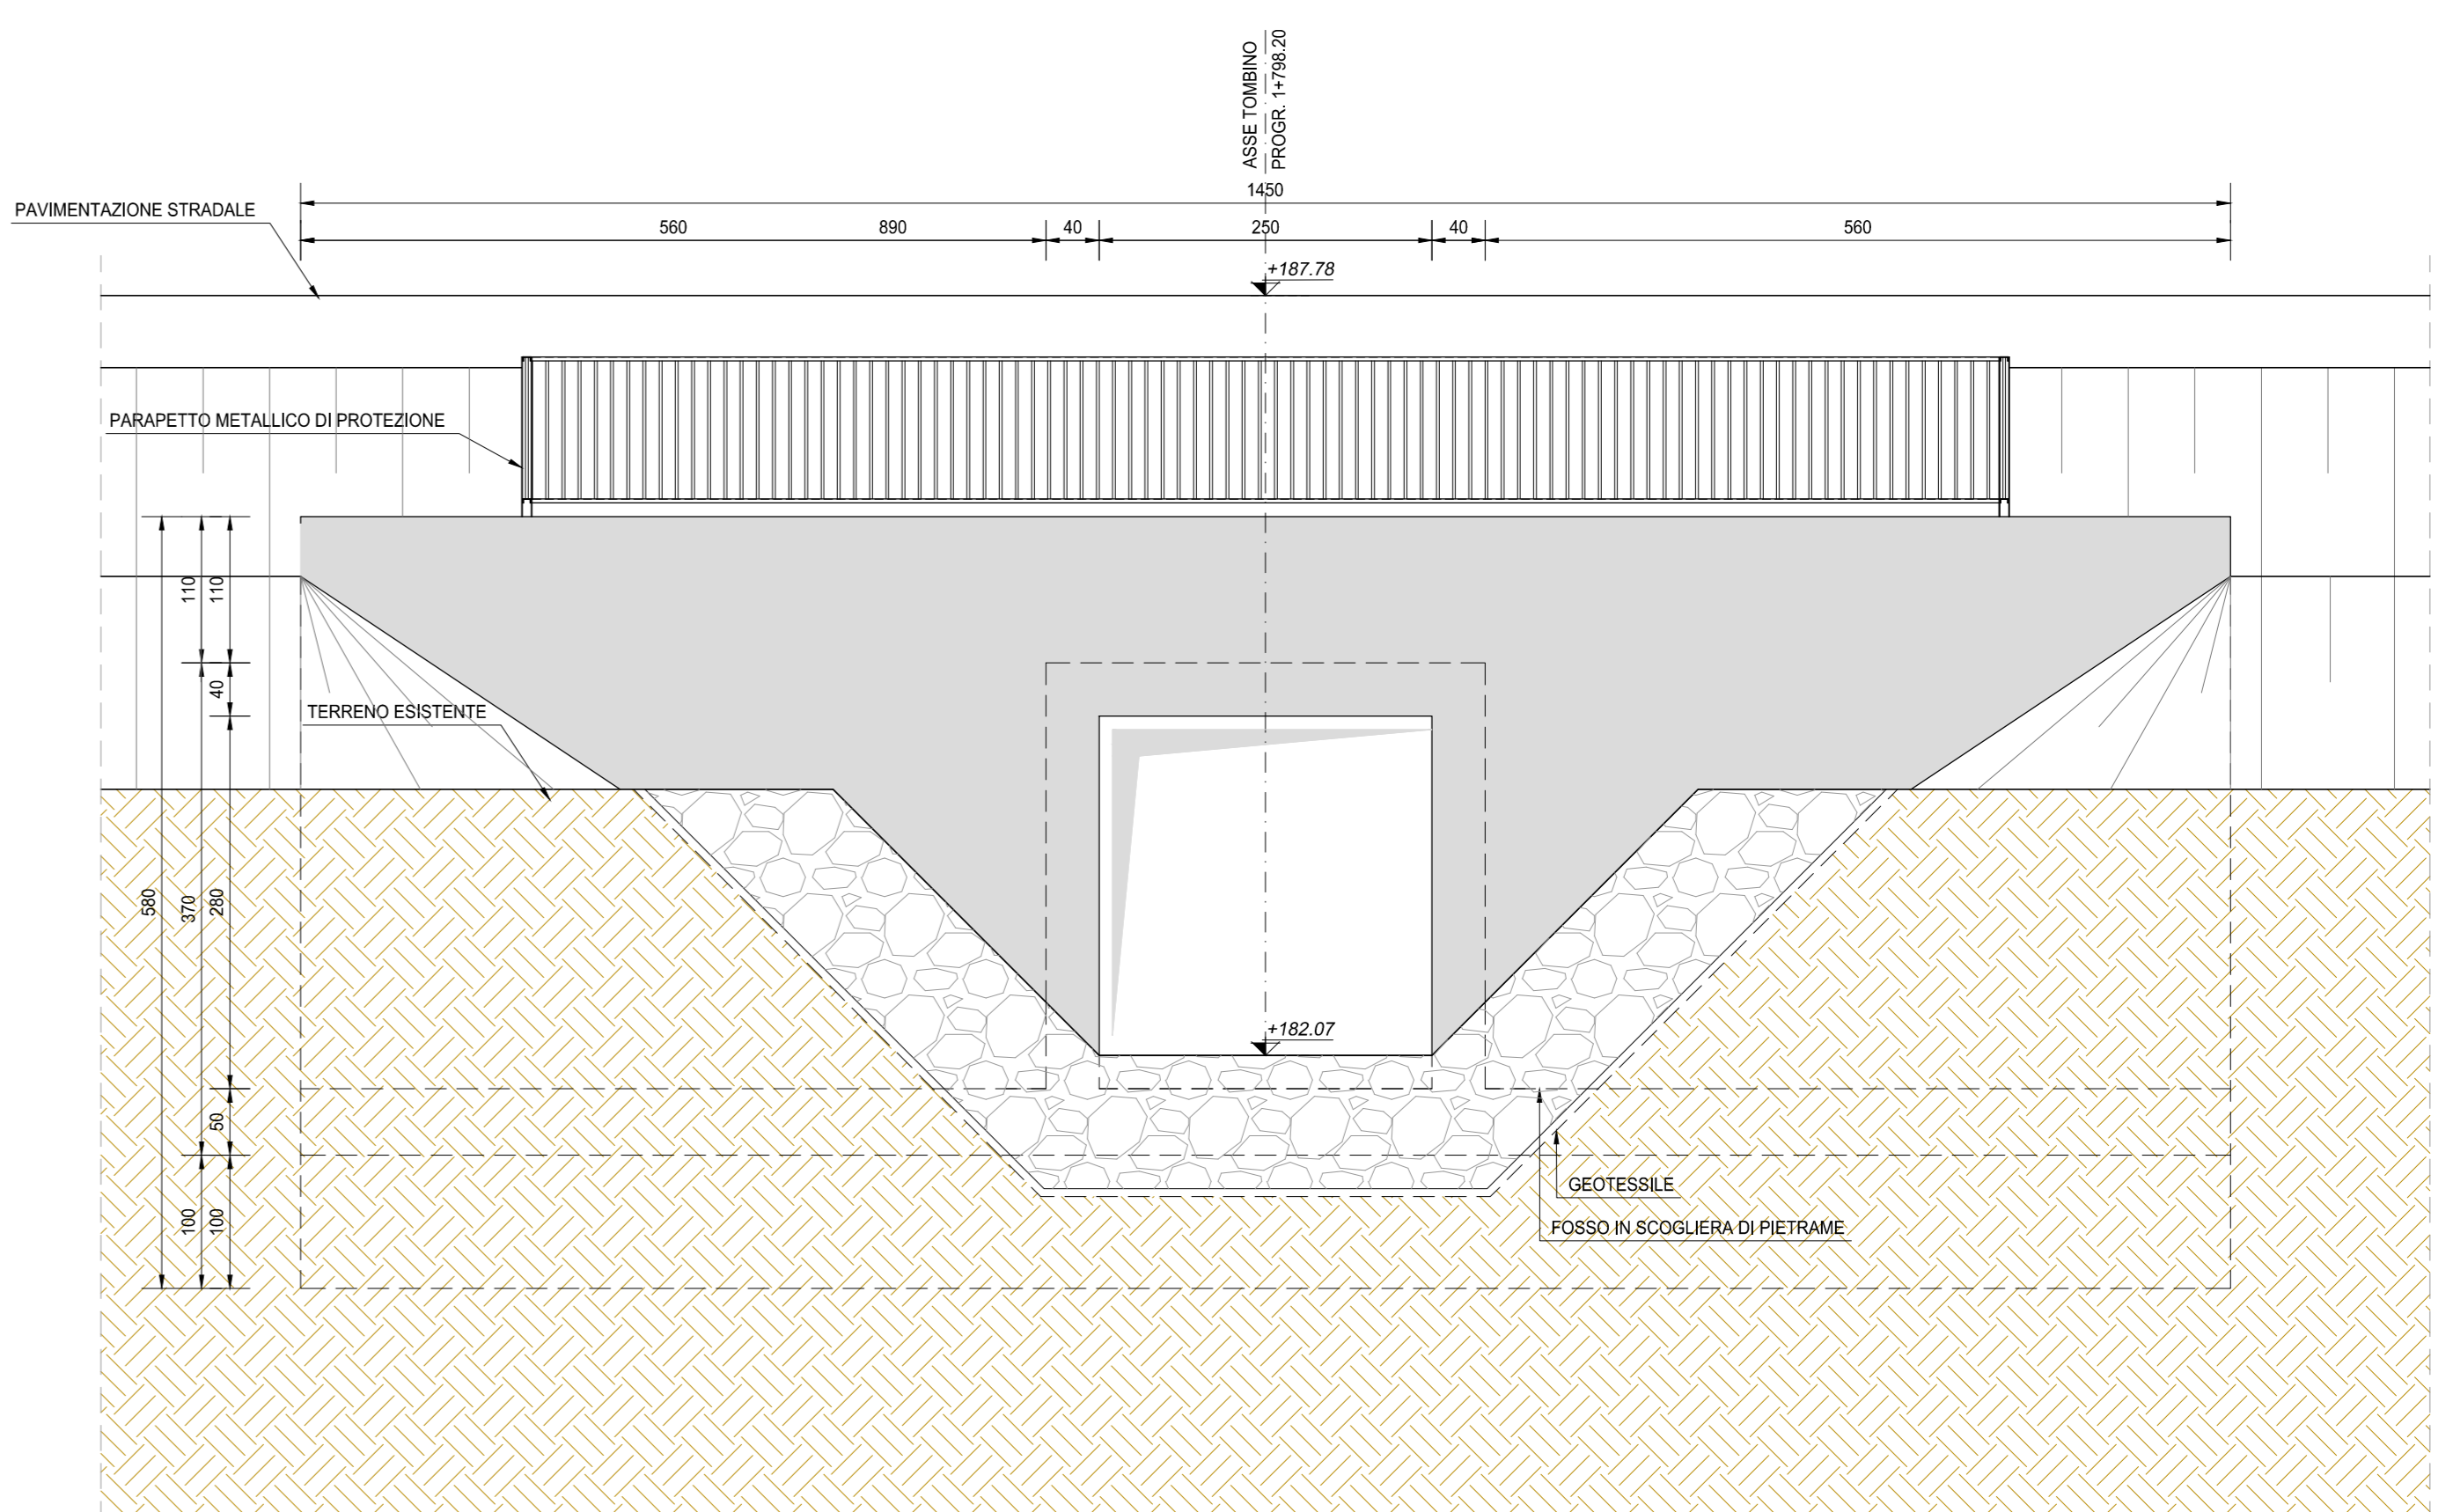 ASSE TOMBINO
PROGR. 1+798.20
1450
PAVIMENTAZIONE STRADALE
560 890 40 250 40 560
+187.78
PARAPETTO METALLICO DI PROTEZIONE
110 110
40
TERRENO ESISTENTE
580 370 280
+182.07
50
GEOTESSILE
100 100
FOSSO IN SCOGLIERA DI PIETRAME